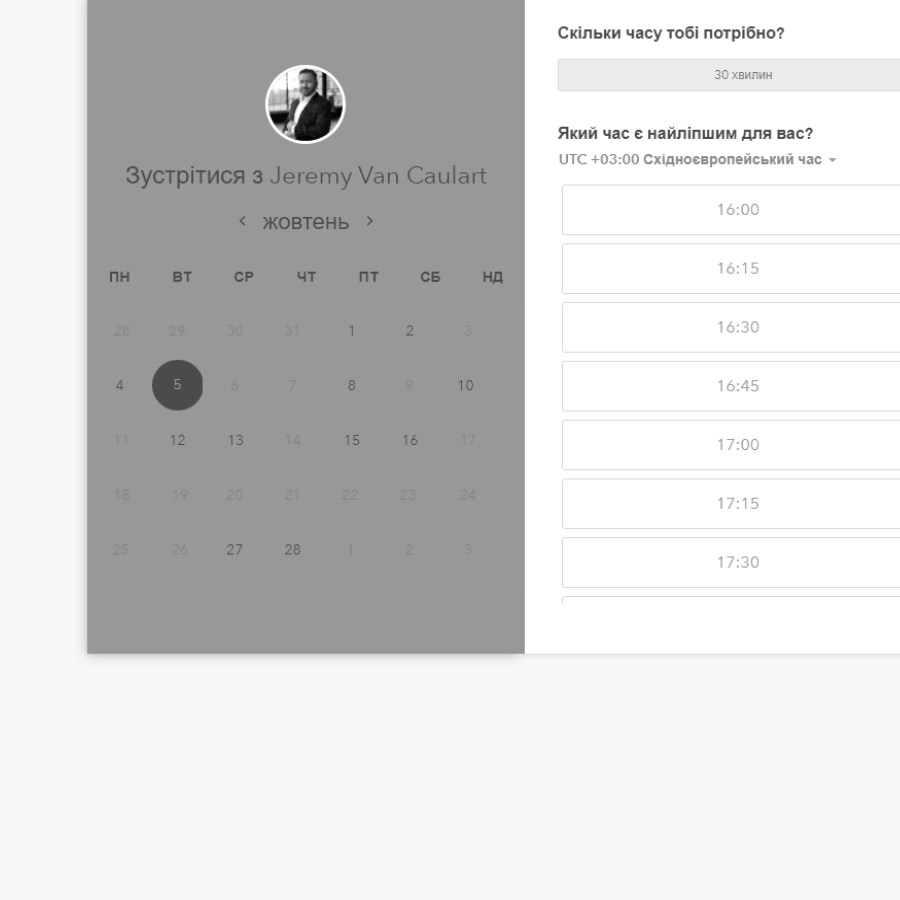 Зустрітися з Jeremy Van Caulart
жовтень
ПН ВТ СР ЧТ ПТ СБ НД
28 29 30 31 1 2 3
4 5 6 7 8 9 10
11 12 13 14 15 16 17
18 19 20 21 22 23 24
25 26 27 28 1 2 3
Скільки часу тобі потрібно?
30 хвилин
Який час є найліпшим для вас?
UTC +03:00 Східноєвропейський час
16:00
16:15
16:30
16:45
17:00
17:15
17:30